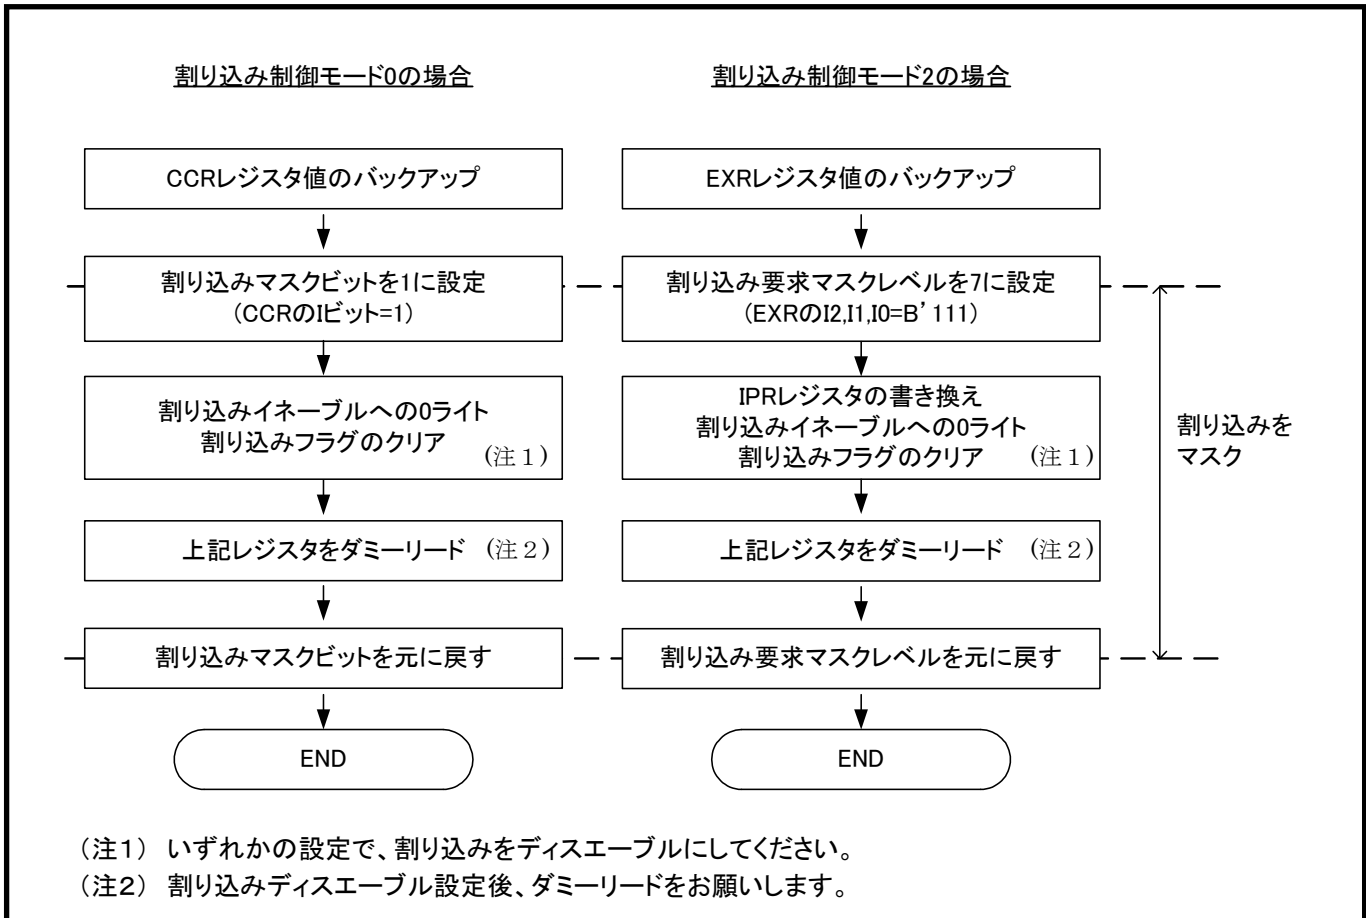 割り込み制御モード0の場合
CCRレジスタ値のバックアップ
割り込みマスクビットを1に設定
(CCRのIビット=1)
割り込みイネーブルへの0ライト
割り込みフラグのクリア (注1)
上記レジスタをダミーリード (注2)
割り込みマスクビットを元に戻す
END
割り込み制御モード2の場合
EXRレジスタ値のバックアップ
割り込み要求マスクレベルを7に設定
(EXRのI2,I1,I0=B'111)
IPRレジスタの書き換え
割り込みイネーブルへの0ライト
割り込みフラグのクリア (注1)
上記レジスタをダミーリード (注2)
割り込み要求マスクレベルを元に戻す
END
割り込みを
マスク
(注1) いずれかの設定で、割り込みをディスエーブルにしてください。
(注2) 割り込みディスエーブル設定後、ダミーリードをお願いします。